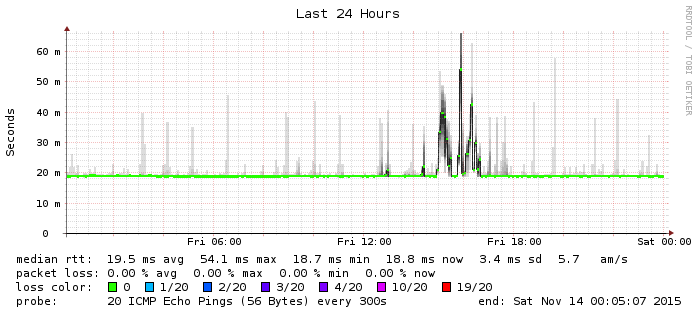 Last 24 Hours
RRDTOOL / TOBI OETIKER
Seconds
60 m
50 m
40 m
30 m
20 m
10 m
0
Fri 06:00 Fri 12:00 Fri 18:00 Sat 00:00
median rtt: 19.5 ms avg 54.1 ms max 18.7 ms min 18.8 ms now 3.4 ms sd 5.7 am/s
packet loss: 0.00 % avg 0.00 % max 0.00 % min 0.00 % now
loss color: 0 1/20 2/20 3/20 4/20 10/20 19/20
probe: 20 ICMP Echo Pings (56 Bytes) every 300s end: Sat Nov 14 00:05:07 2015